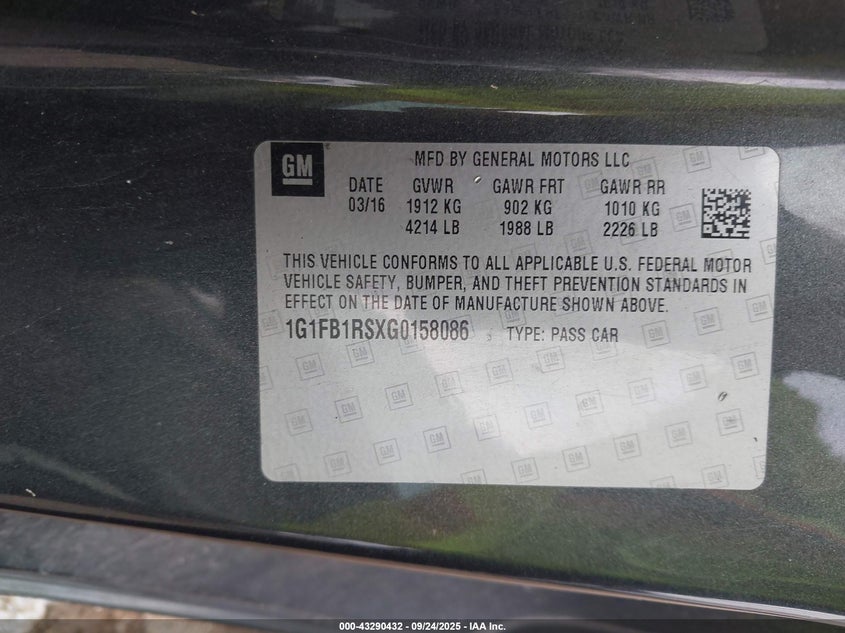 GM
MFD BY GENERAL MOTORS LLC
DATE GVWR GAWR FRT GAWR RR
03/16 1912 KG 902 KG 1010 KG
4214 LB 1988 LB 2226 LB
THIS VEHICLE CONFORMS TO ALL APPLICABLE U.S. FEDERAL MOTOR
VEHICLE SAFETY, BUMPER, AND THEFT PREVENTION STANDARDS IN
EFFECT ON THE DATE OF MANUFACTURE SHOWN ABOVE.
1G1FB1RSXG0158086 TYPE: PASS CAR
000-43290432 - 09/24/2025 - IAA Inc.